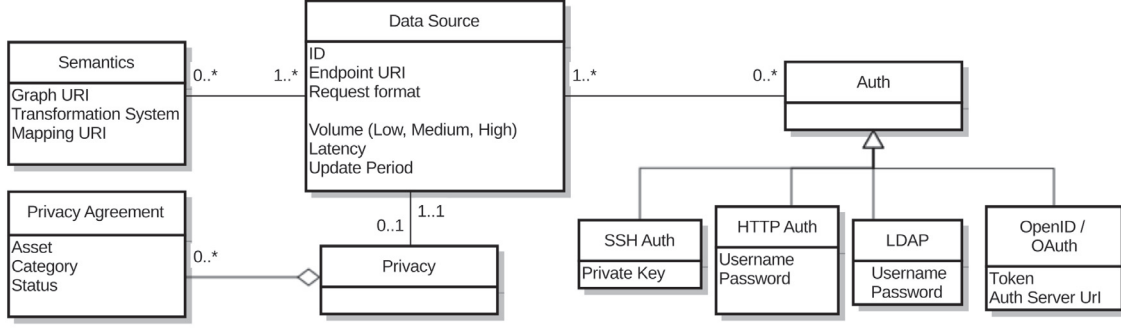 Data Source
ID
Endpoint URI
Request format
Volume (Low, Medium, High)
Latency
Update Period
Semantics
Graph URI
Transformation System
Mapping URI
0..*
1..*
1..*
0..*
Auth
Privacy Agreement
Asset
Category
Status
0..*
0..1
1..1
Privacy
SSH Auth
Private Key
HTTP Auth
Username
Password
LDAP
Username
Password
OpenID /
OAuth
Token
Auth Server Url